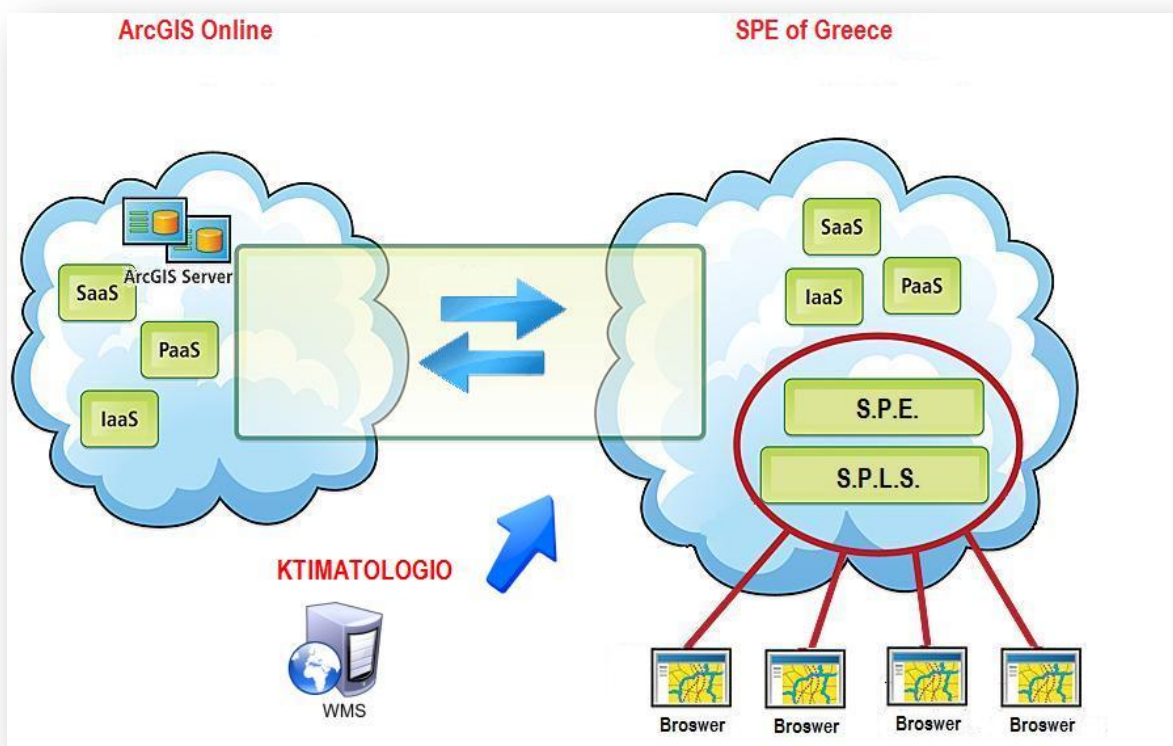 ArcGIS Online
SPE of Greece
ArcGIS Server
SaaS
PaaS
IaaS
SaaS
IaaS
PaaS
S.P.E.
S.P.L.S.
KTIMATOLOGIO
WMS
Broswer
Broswer
Broswer
Broswer